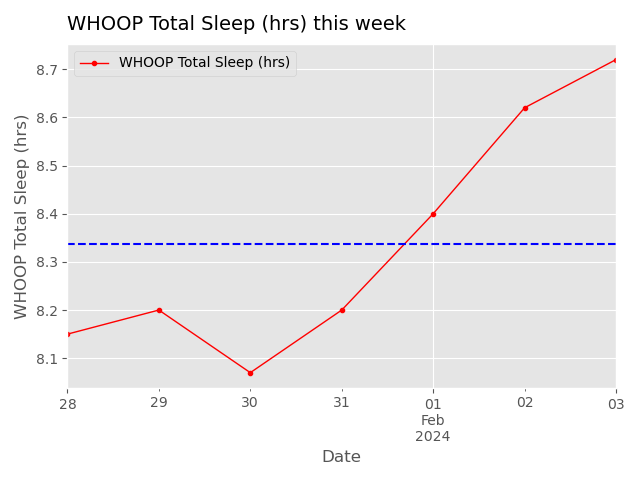 WHOOP Total Sleep (hrs) this week
WHOOP Total Sleep (hrs)
WHOOP Total Sleep (hrs)
8.7
8.6
8.5
8.4
8.3
8.2
8.1
28 29 30 31 01 02 03
Feb
2024
Date